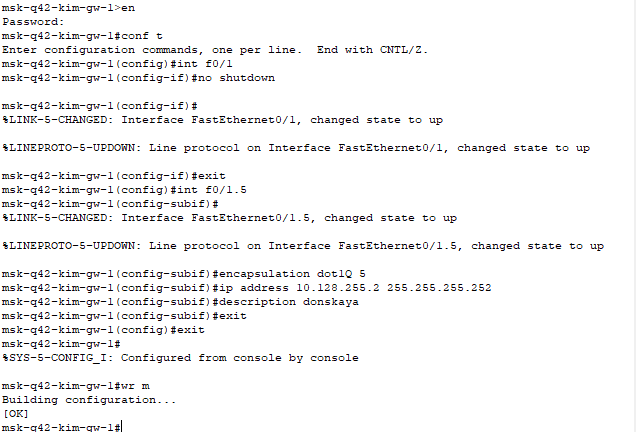 msk-q42-kim-gw-1>en
Password:
msk-q42-kim-gw-1#conf t
Enter configuration commands, one per line.  End with CNTL/Z.
msk-q42-kim-gw-1(config)#int f0/1
msk-q42-kim-gw-1(config-if)#no shutdown
msk-q42-kim-gw-1(config-if)#
%LINK-5-CHANGED: Interface FastEthernet0/1, changed state to up
%LINEPROTO-5-UPDOWN: Line protocol on Interface FastEthernet0/1, changed state to up
msk-q42-kim-gw-1(config-if)#exit
msk-q42-kim-gw-1(config)#int f0/1.5
msk-q42-kim-gw-1(config-subif)#
%LINK-5-CHANGED: Interface FastEthernet0/1.5, changed state to up
%LINEPROTO-5-UPDOWN: Line protocol on Interface FastEthernet0/1.5, changed state to up
msk-q42-kim-gw-1(config-subif)#encapsulation dot1Q 5
msk-q42-kim-gw-1(config-subif)#ip address 10.128.255.2 255.255.255.252
msk-q42-kim-gw-1(config-subif)#description donskaya
msk-q42-kim-gw-1(config-subif)#exit
msk-q42-kim-gw-1(config)#exit
msk-q42-kim-gw-1#
%SYS-5-CONFIG_I: Configured from console by console
msk-q42-kim-gw-1#wr m
Building configuration...
[OK]
msk-q42-kim-gw-1#